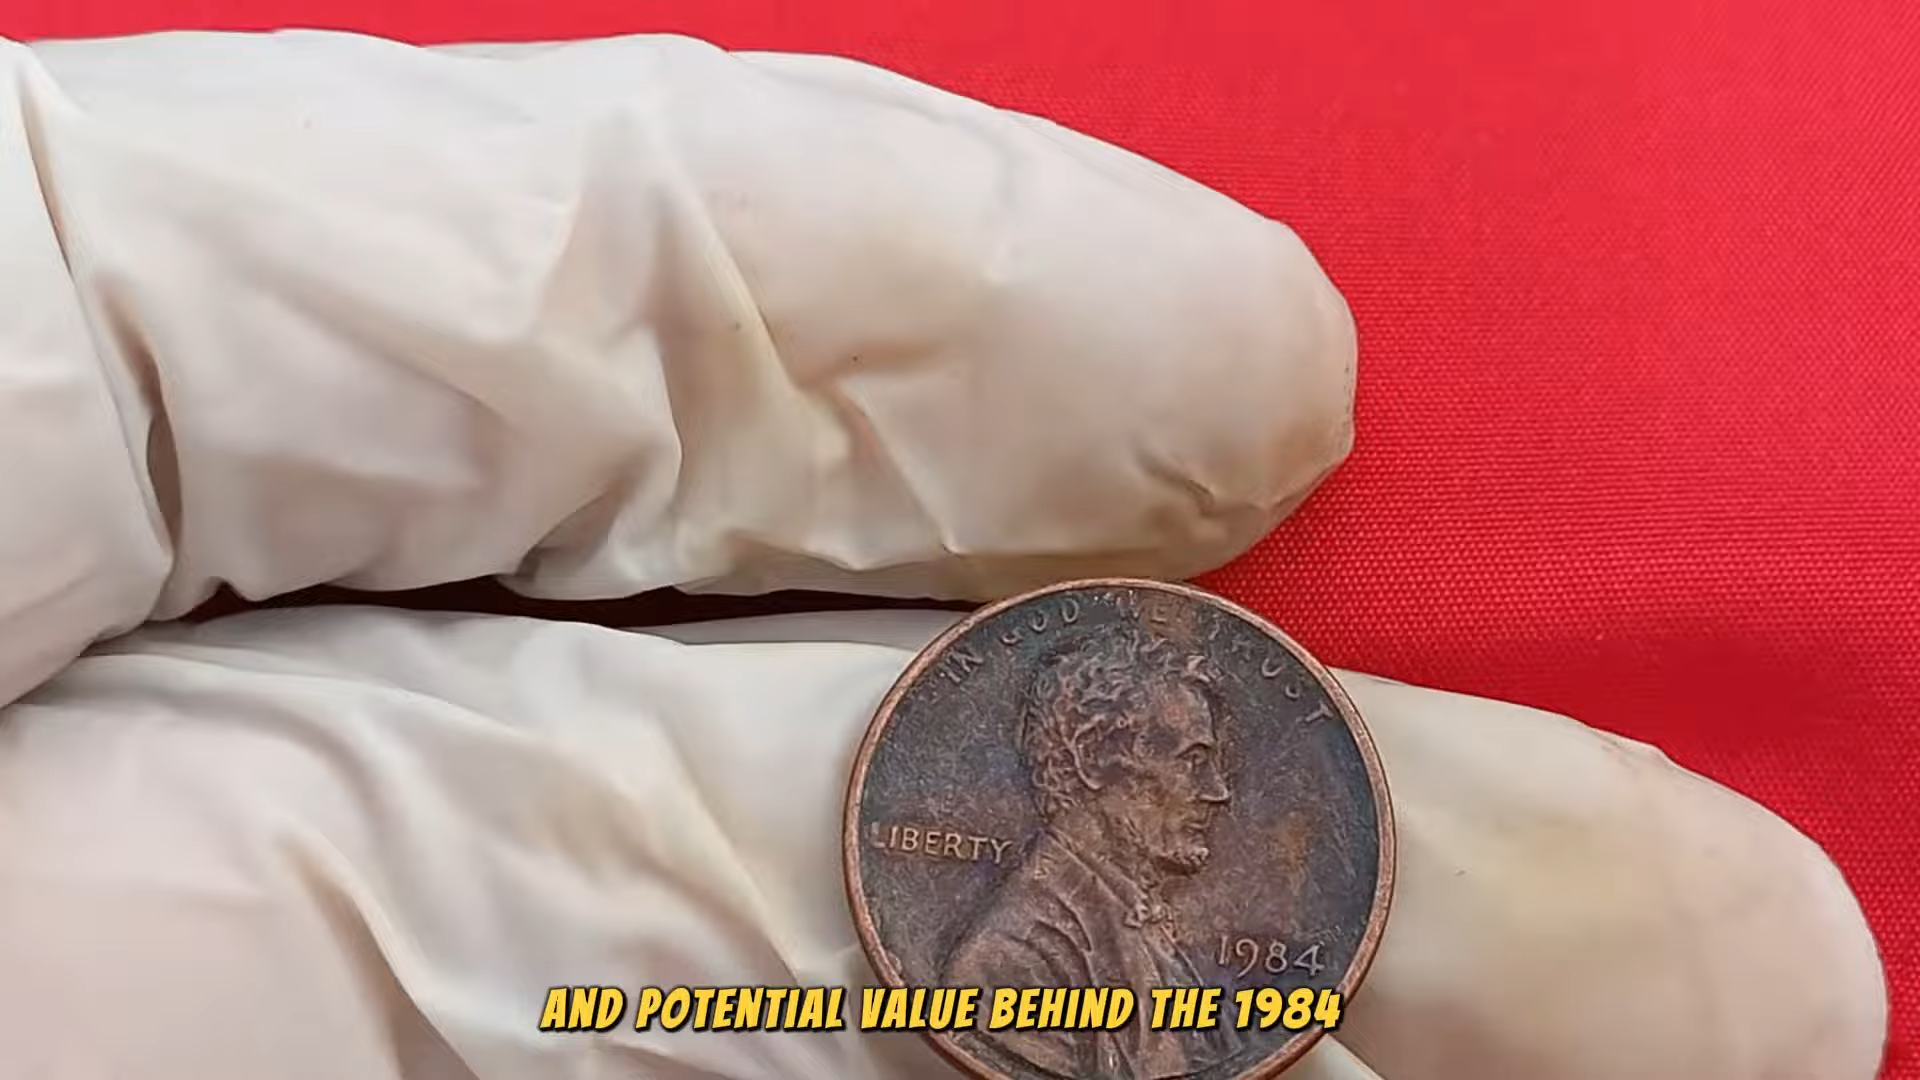 IN GOD WE TRUST
LIBERTY
1984
AND POTENTIAL VALUE BEHIND THE 1984